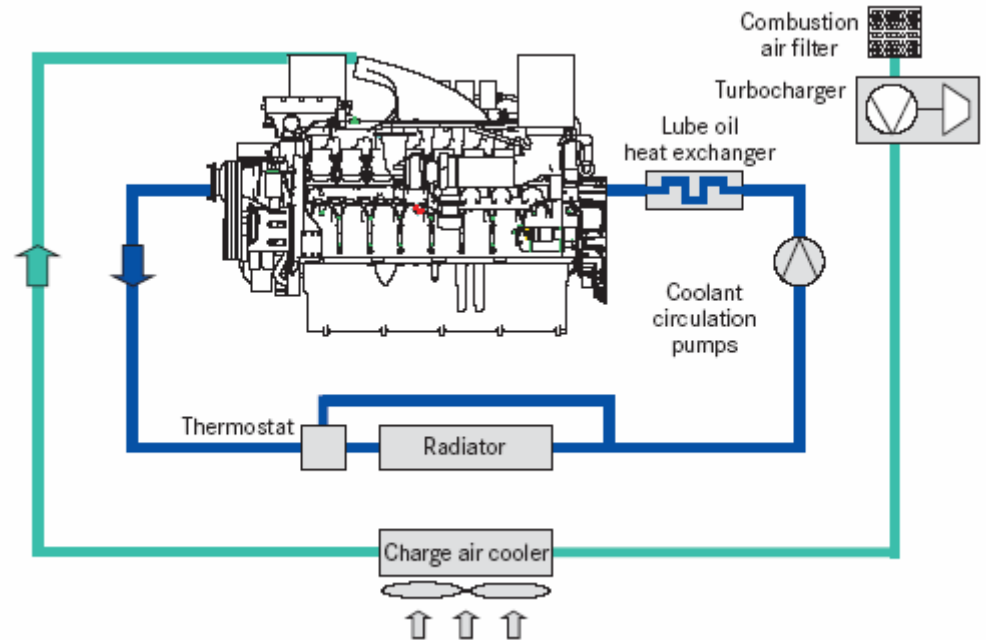 Combustion
air filter
Turbocharger
Lube oil
heat exchanger
Coolant
circulation
pumps
Thermostat
Radiator
Charge air cooler